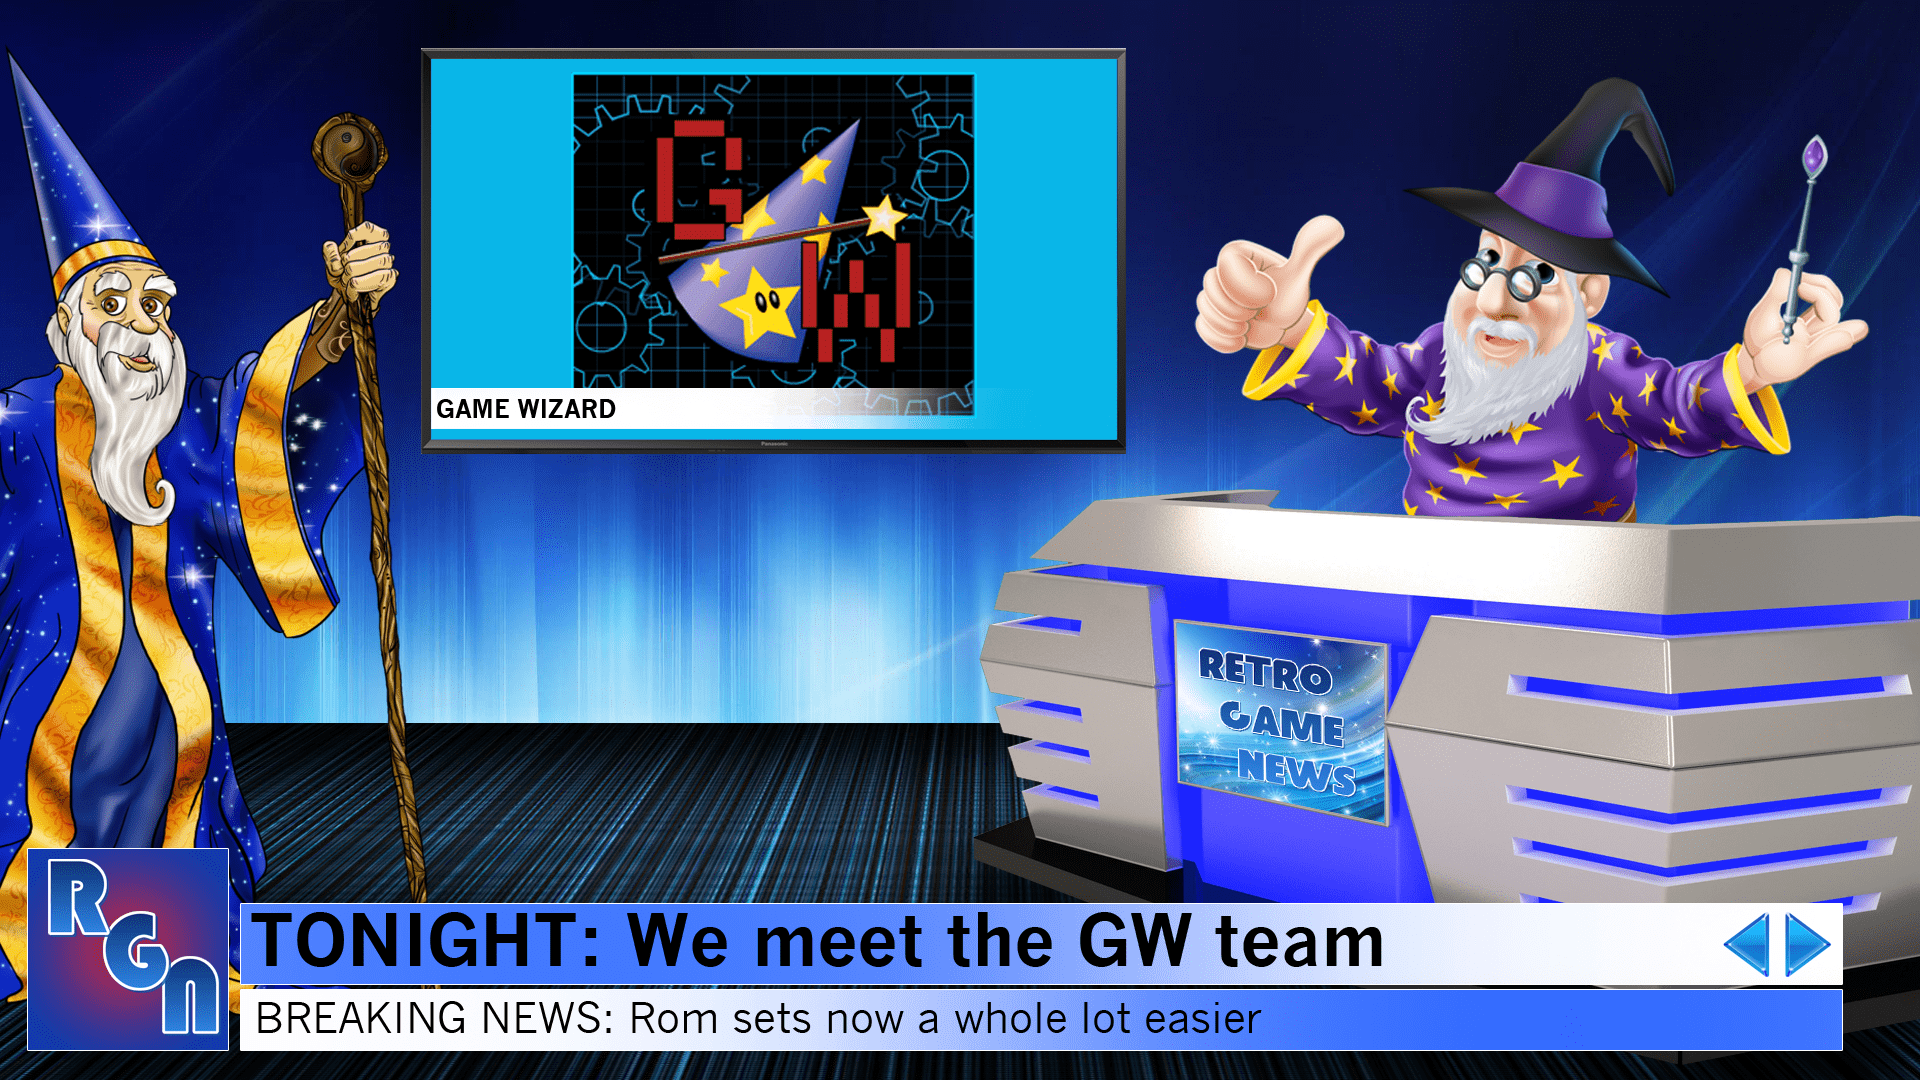 G
W
GAME WIZARD
Panasonic
RETRO
GAME
NEWS
RGn
TONIGHT: We meet the GW team
BREAKING NEWS: Rom sets now a whole lot easier